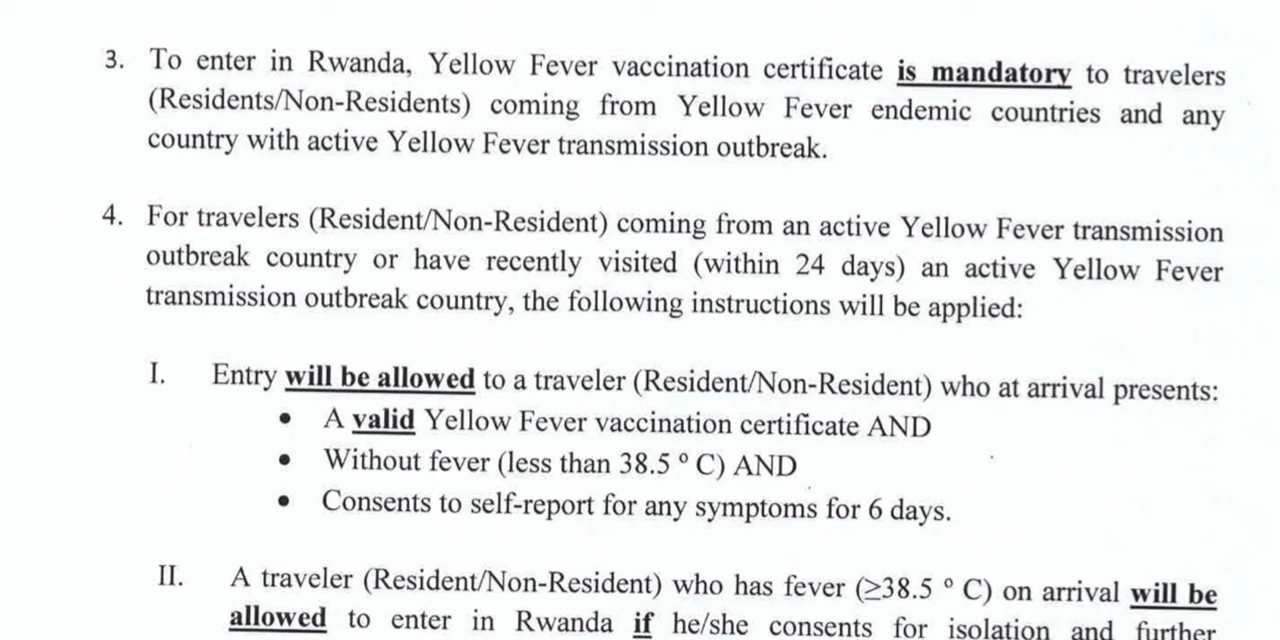 3. To enter in Rwanda, Yellow Fever vaccination certificate is mandatory to travelers
(Residents/Non-Residents) coming from Yellow Fever endemic countries and any
country with active Yellow Fever transmission outbreak.
4. For travelers (Resident/Non-Resident) coming from an active Yellow Fever transmission
outbreak country or have recently visited (within 24 days) an active Yellow Fever
transmission outbreak country, the following instructions will be applied:
I. Entry will be allowed to a traveler (Resident/Non-Resident) who at arrival presents:
• A valid Yellow Fever vaccination certificate AND
• Without fever (less than 38.5 º C) AND
• Consents to self-report for any symptoms for 6 days.
II. A traveler (Resident/Non-Resident) who has fever (≥38.5 º C) on arrival will be
allowed to enter in Rwanda if he/she consents for isolation and further